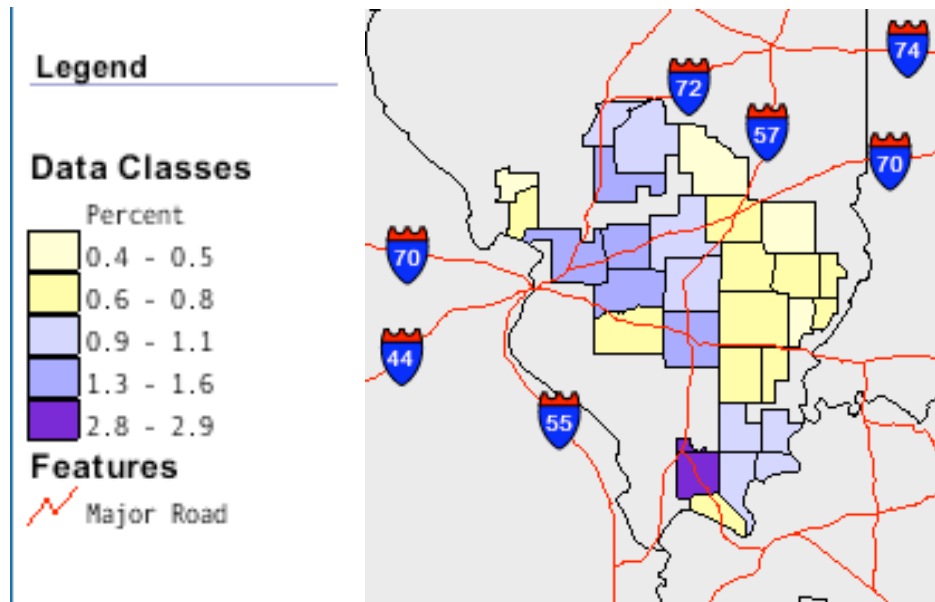 Legend
Data Classes
Percent
0.4 - 0.5
0.6 - 0.8
0.9 - 1.1
1.3 - 1.6
2.8 - 2.9
Features
Major Road
74
72
57
70
70
44
55